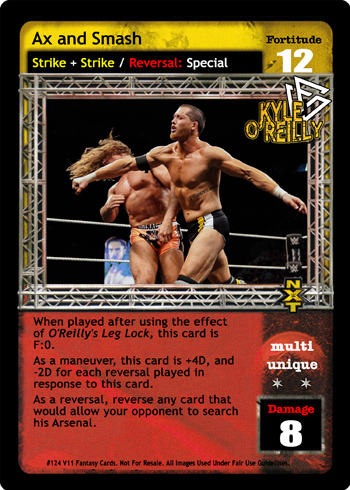 Ax and Smash
Fortitude
12
Strike + Strike / Reversal: Special
KYLE
O'REILLY
NXT
When played after using the effect
of O'Reilly's Leg Lock, this card is
F:0.
As a maneuver, this card is +4D, and
-2D for each reversal played in
response to this card.
As a reversal, reverse any card that
would allow your opponent to search
his Arsenal.
multi
unique
Damage
8
#124 V11 Fantasy Cards. Not For Resale. All Images Used Under Fair Use Guidelines.